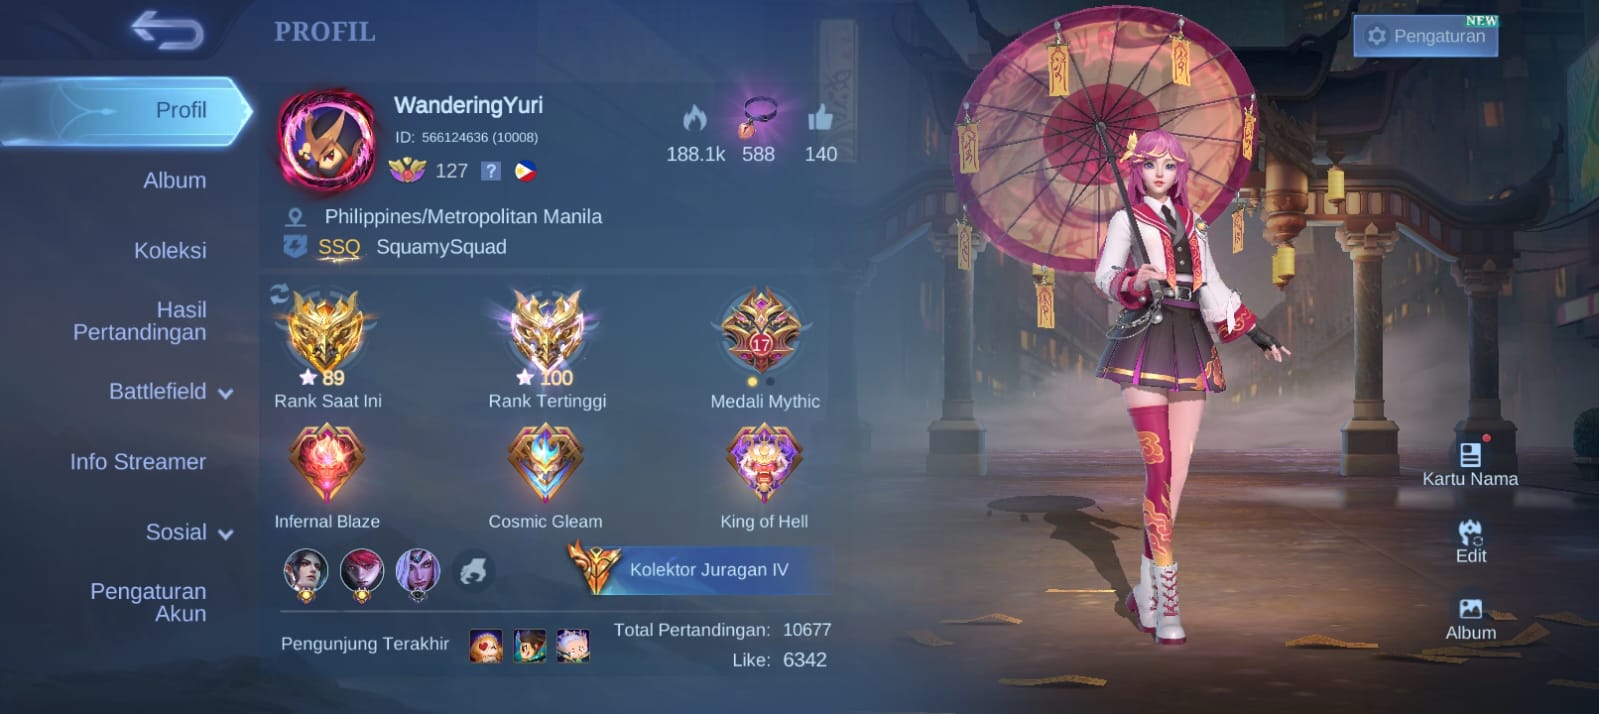 PROFIL
NEW
Pengaturan
Profil
Album
Koleksi
Hasil
Pertandingan
Battlefield
Info Streamer
Sosial
Pengaturan
Akun
WanderingYuri
ID: 566124636 (10008)
127 ?
188.1k 588 140
Philippines/Metropolitan Manila
SSQ SquamySquad
89
Rank Saat Ini
100
Rank Tertinggi
17
Medali Mythic
Infernal Blaze
Cosmic Gleam
King of Hell
Kolektor Juragan IV
Pengunjung Terakhir
Total Pertandingan: 10677
Like: 6342
Kartu Nama
Edit
Album